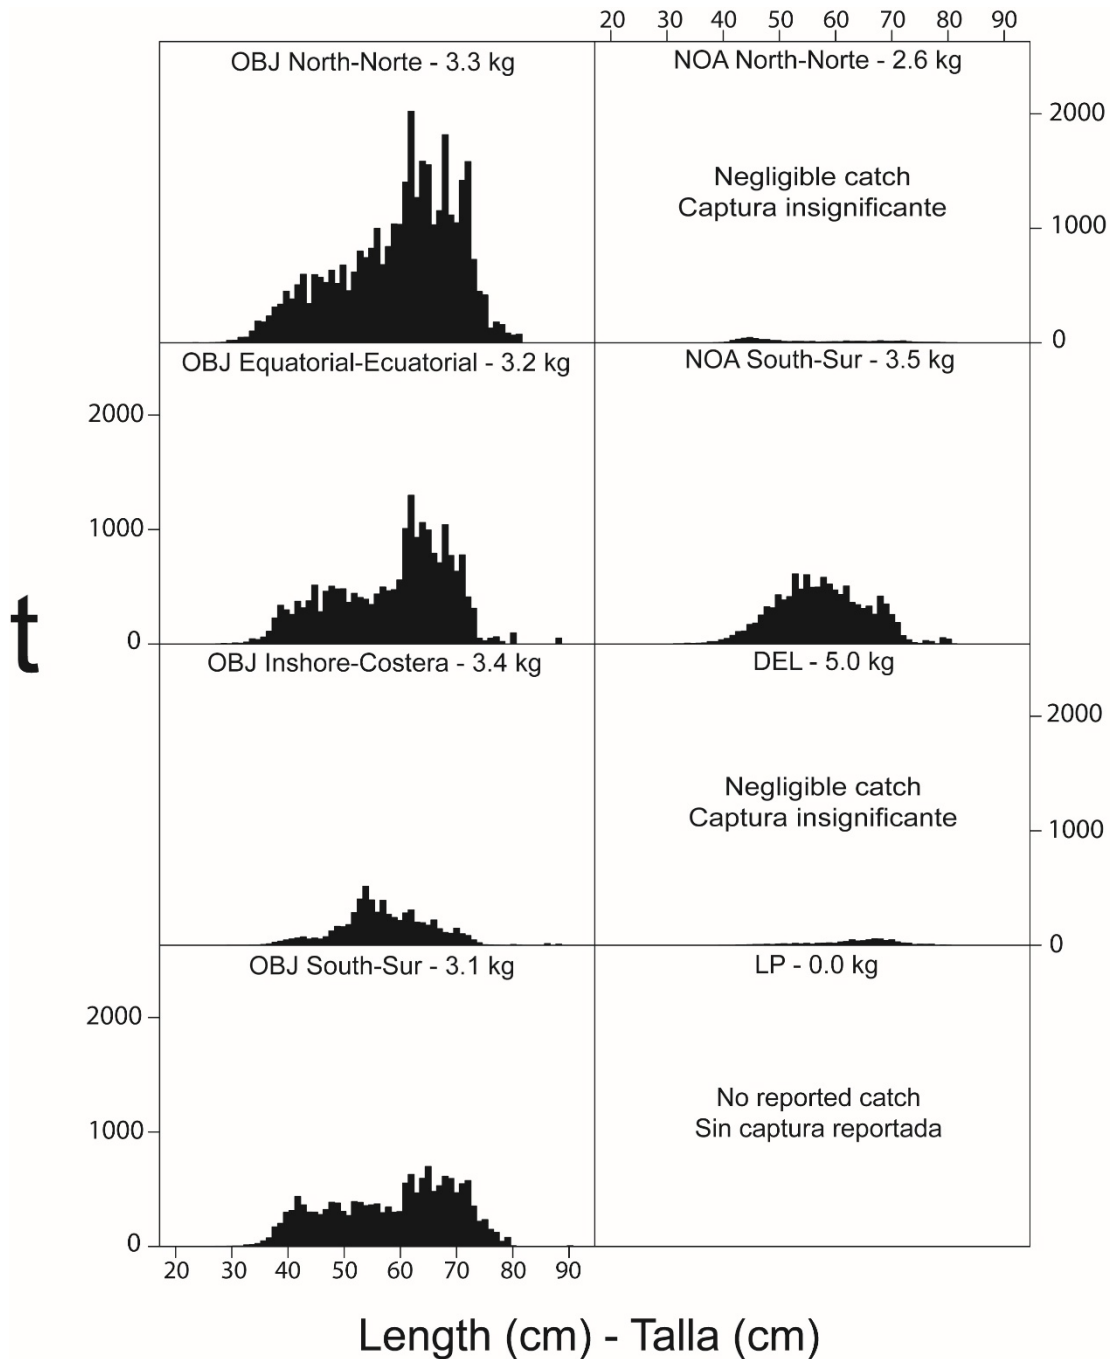 20 30 40 50 60 70 80 90
OBJ North-Norte - 3.3 kg
NOA North-Norte - 2.6 kg
2000
Negligible catch
Captura insignificante
1000
0
OBJ Equatorial-Ecuatorial - 3.2 kg
NOA South-Sur - 3.5 kg
2000
1000
t
0
OBJ Inshore-Costera - 3.4 kg
DEL - 5.0 kg
2000
Negligible catch
Captura insignificante
1000
0
OBJ South-Sur - 3.1 kg
LP - 0.0 kg
2000
No reported catch
Sin captura reportada
1000
0
20 30 40 50 60 70 80 90
Length (cm) - Talla (cm)